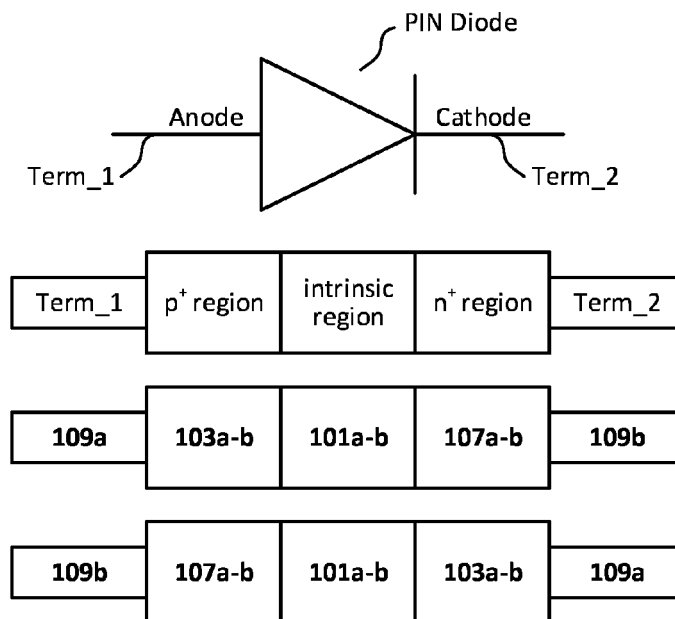 PIN Diode
Anode Cathode
Term_1 Term_2
Term_1 p+ region intrinsic region n+ region Term_2
109a 103a-b 101a-b 107a-b 109b
109b 107a-b 101a-b 103a-b 109a